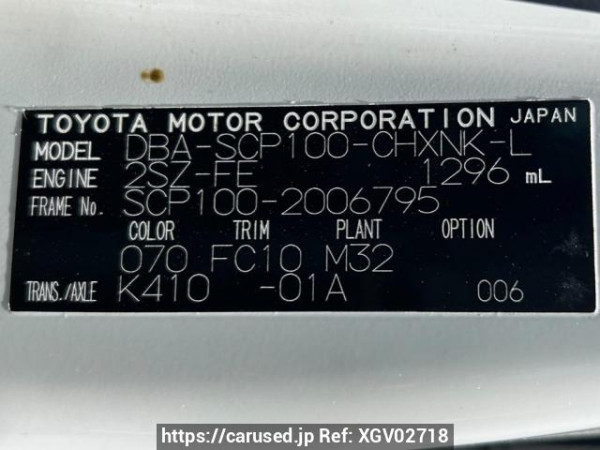 TOYOTA MOTOR CORPORATION JAPAN
MODEL DBA-SCP100-CHXNK-L
ENGINE 2SZ-FE 1296 mL
FRAME No. SCP100-2006795
COLOR TRIM PLANT OPTION
070 FC10 M32
TRANS./AXLE K410 -01A 006
https://carused.jp Ref: XGV02718